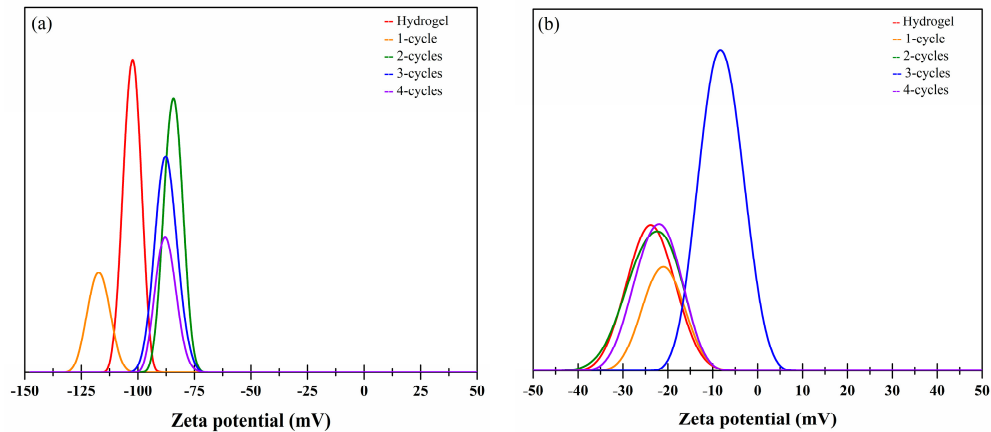 (a)
-- Hydrogel
-- 1-cycle
-- 2-cycles
-- 3-cycles
-- 4-cycles
-150 -125 -100 -75 -50 -25 0 25 50
Zeta potential (mV)
(b)
-- Hydrogel
-- 1-cycle
-- 2-cycles
-- 3-cycles
-- 4-cycles
-50 -40 -30 -20 -10 0 10 20 30 40 50
Zeta potential (mV)